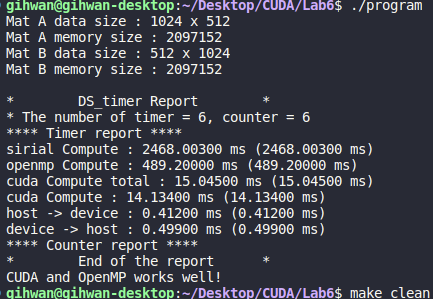 gihwan@gihwan-desktop:~/Desktop/CUDA/Lab6$ ./program
Mat A data size : 1024 x 512
Mat A memory size : 2097152
Mat B data size : 512 x 1024
Mat B memory size : 2097152
* DS_timer Report *
* The number of timer = 6, counter = 6
**** Timer report ****
sirial Compute : 2468.00300 ms (2468.00300 ms)
openmp Compute : 489.20000 ms (489.20000 ms)
cuda Compute total : 15.04500 ms (15.04500 ms)
cuda Compute : 14.13400 ms (14.13400 ms)
host -> device : 0.41200 ms (0.41200 ms)
device -> host : 0.49900 ms (0.49900 ms)
**** Counter report ****
* End of the report *
CUDA and OpenMP works well!
gihwan@gihwan-desktop:~/Desktop/CUDA/Lab6$ make clean